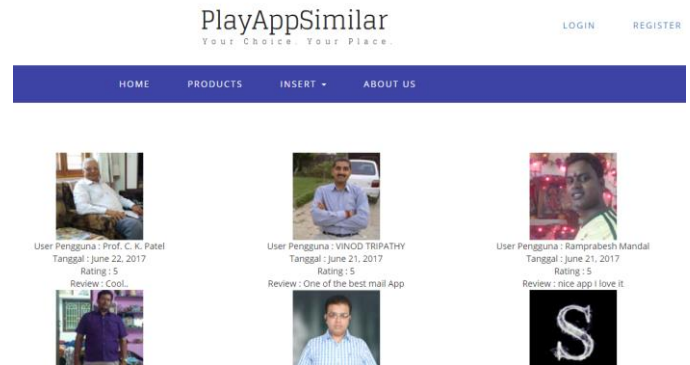 PlayAppSimilar
Your Choice. Your Place.
LOGIN REGISTER
HOME PRODUCTS INSERT ABOUT US
User Pengguna : Prof. C. K. Patel
Tanggal : June 22, 2017
Rating : 5
Review : Cool..
User Pengguna : VINOD TRIPATHY
Tanggal : June 21, 2017
Rating : 5
Review : One of the best mail App
User Pengguna : Ramprabesh Mandal
Tanggal : June 21, 2017
Rating : 5
Review : nice app I love it
S